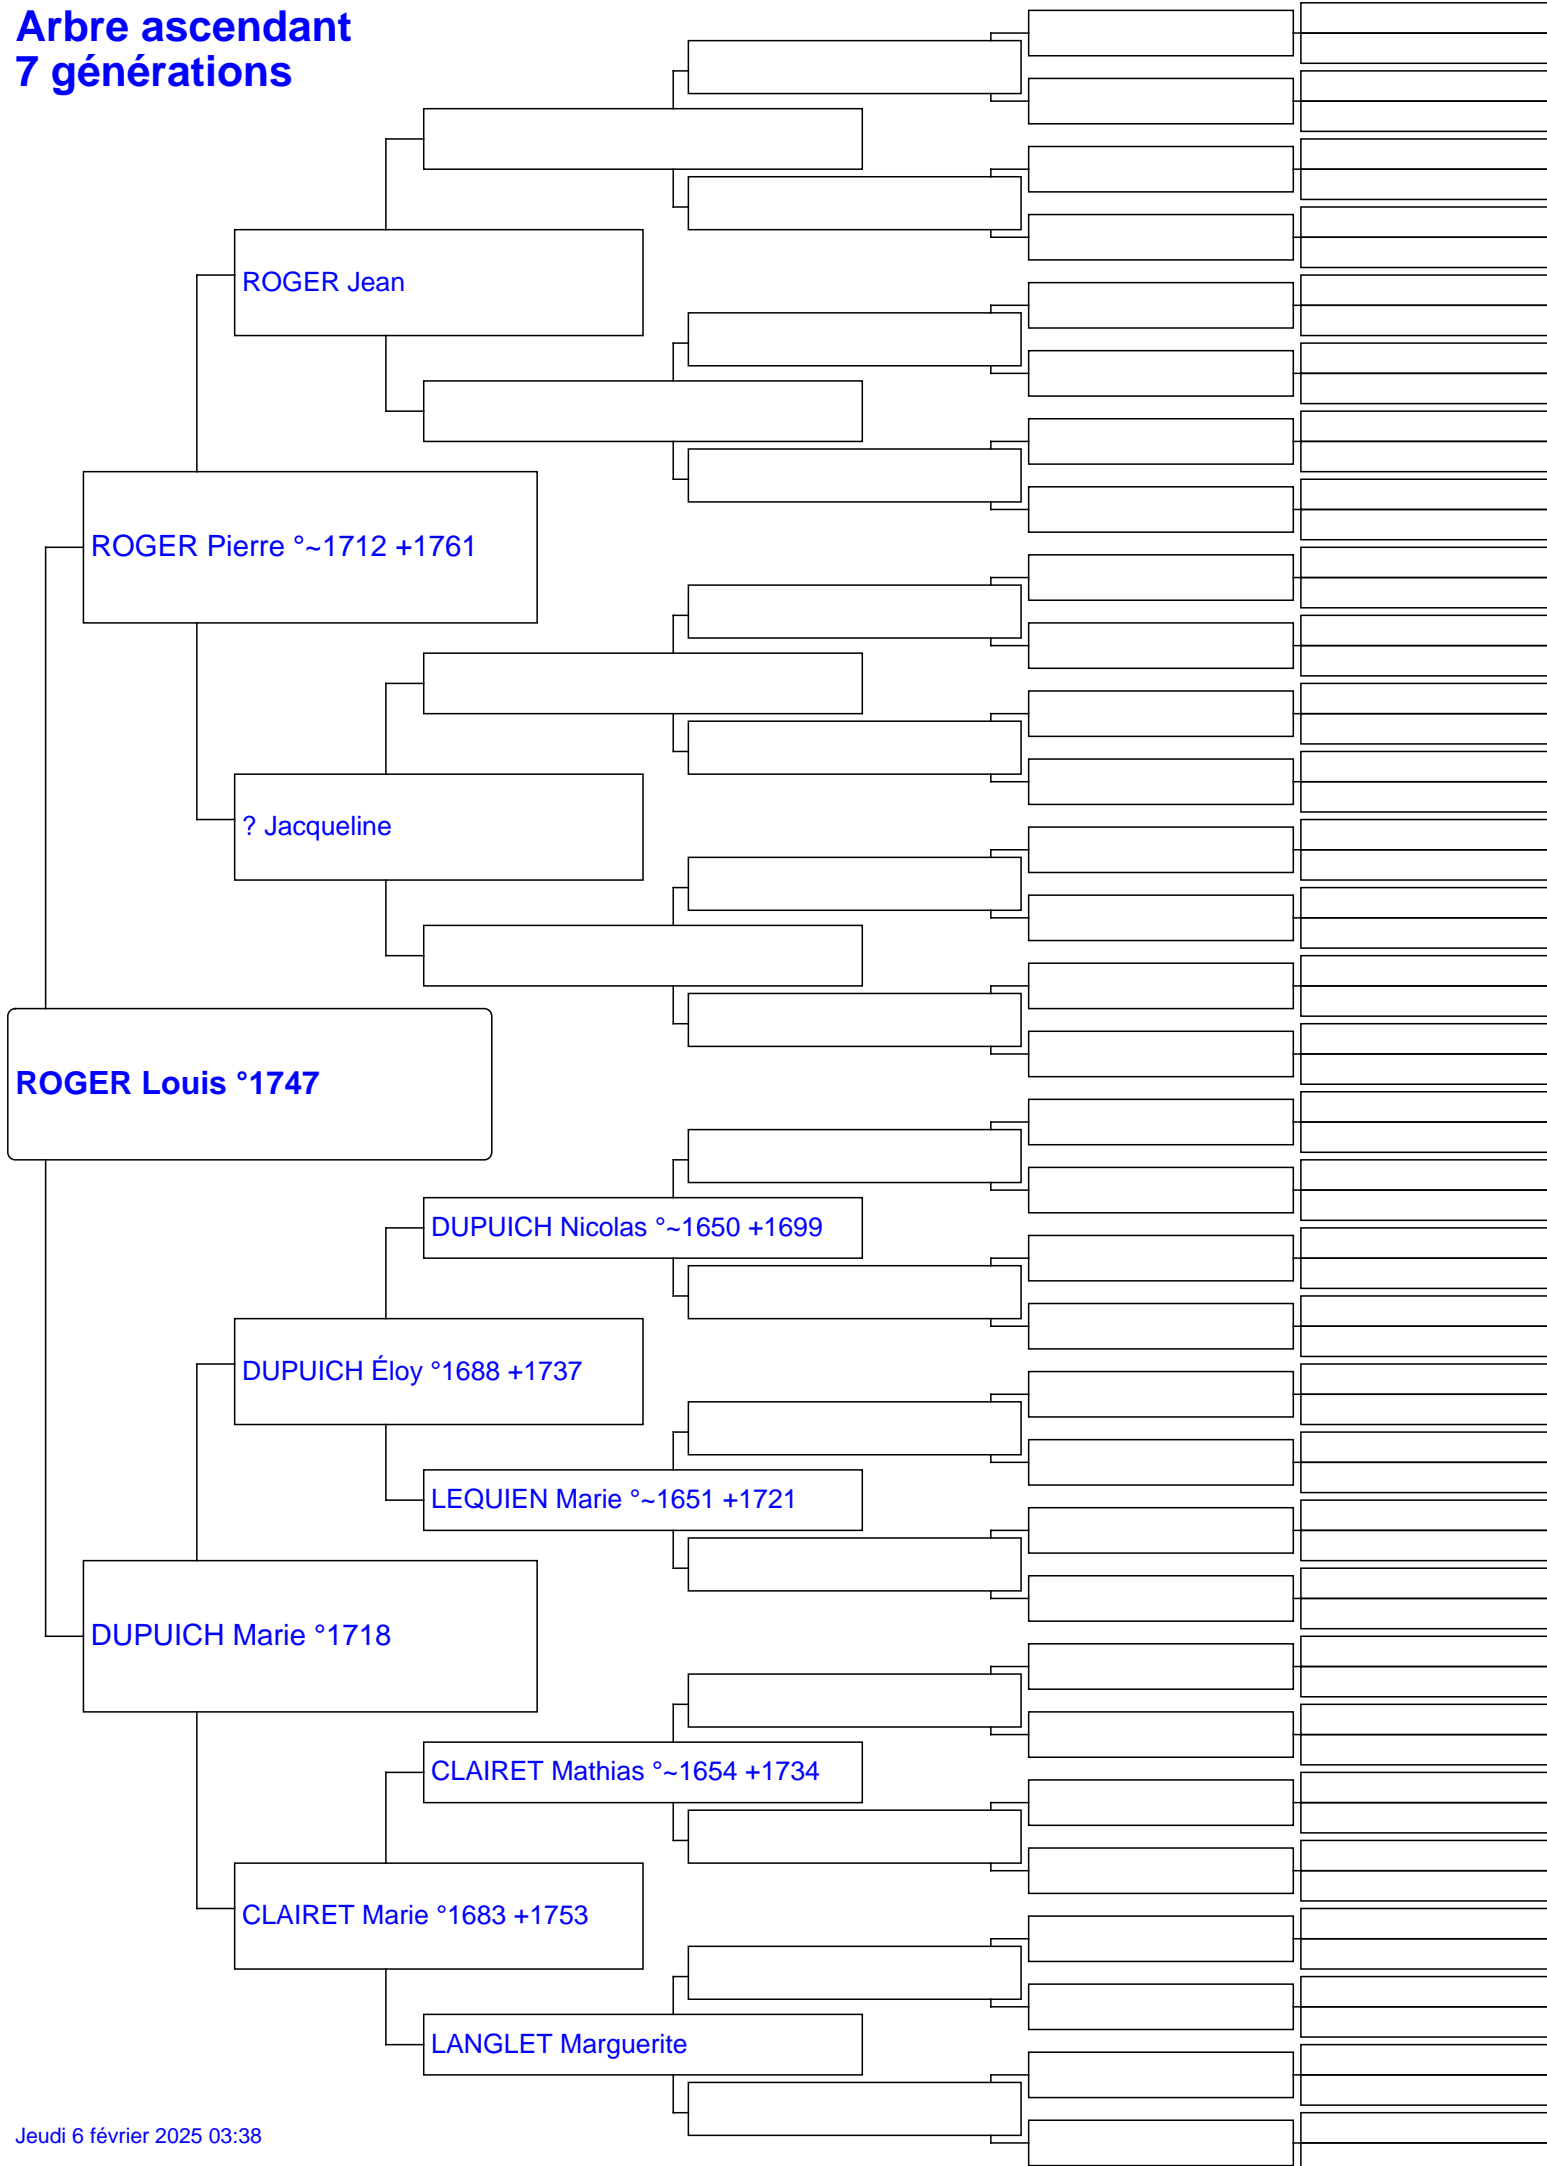 Arbre ascendant
7 générations
ROGER Jean
ROGER Pierre °~1712 +1761
? Jacqueline
ROGER Louis °1747
DUPUICH Nicolas °~1650 +1699
DUPUICH Éloy °1688 +1737
LEQUIEN Marie °~1651 +1721
DUPUICH Marie °1718
CLAIRET Mathias °~1654 +1734
CLAIRET Marie °1683 +1753
LANGLET Marguerite
Jeudi 6 février 2025 03:38